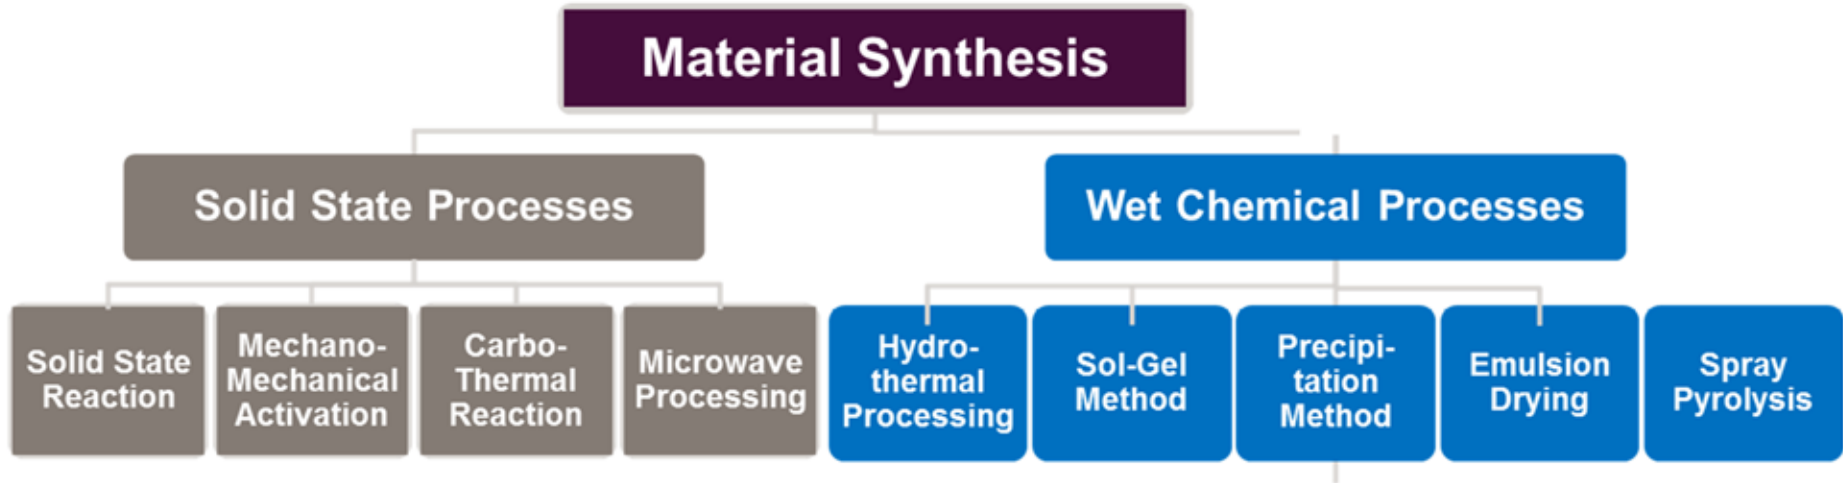 Material Synthesis
Solid State Processes
Wet Chemical Processes
Solid State
Reaction
Mechano-
Mechanical
Activation
Carbo-
Thermal
Reaction
Microwave
Processing
Hydro-
thermal
Processing
Sol-Gel
Method
Precipi-
tation
Method
Emulsion
Drying
Spray
Pyrolysis